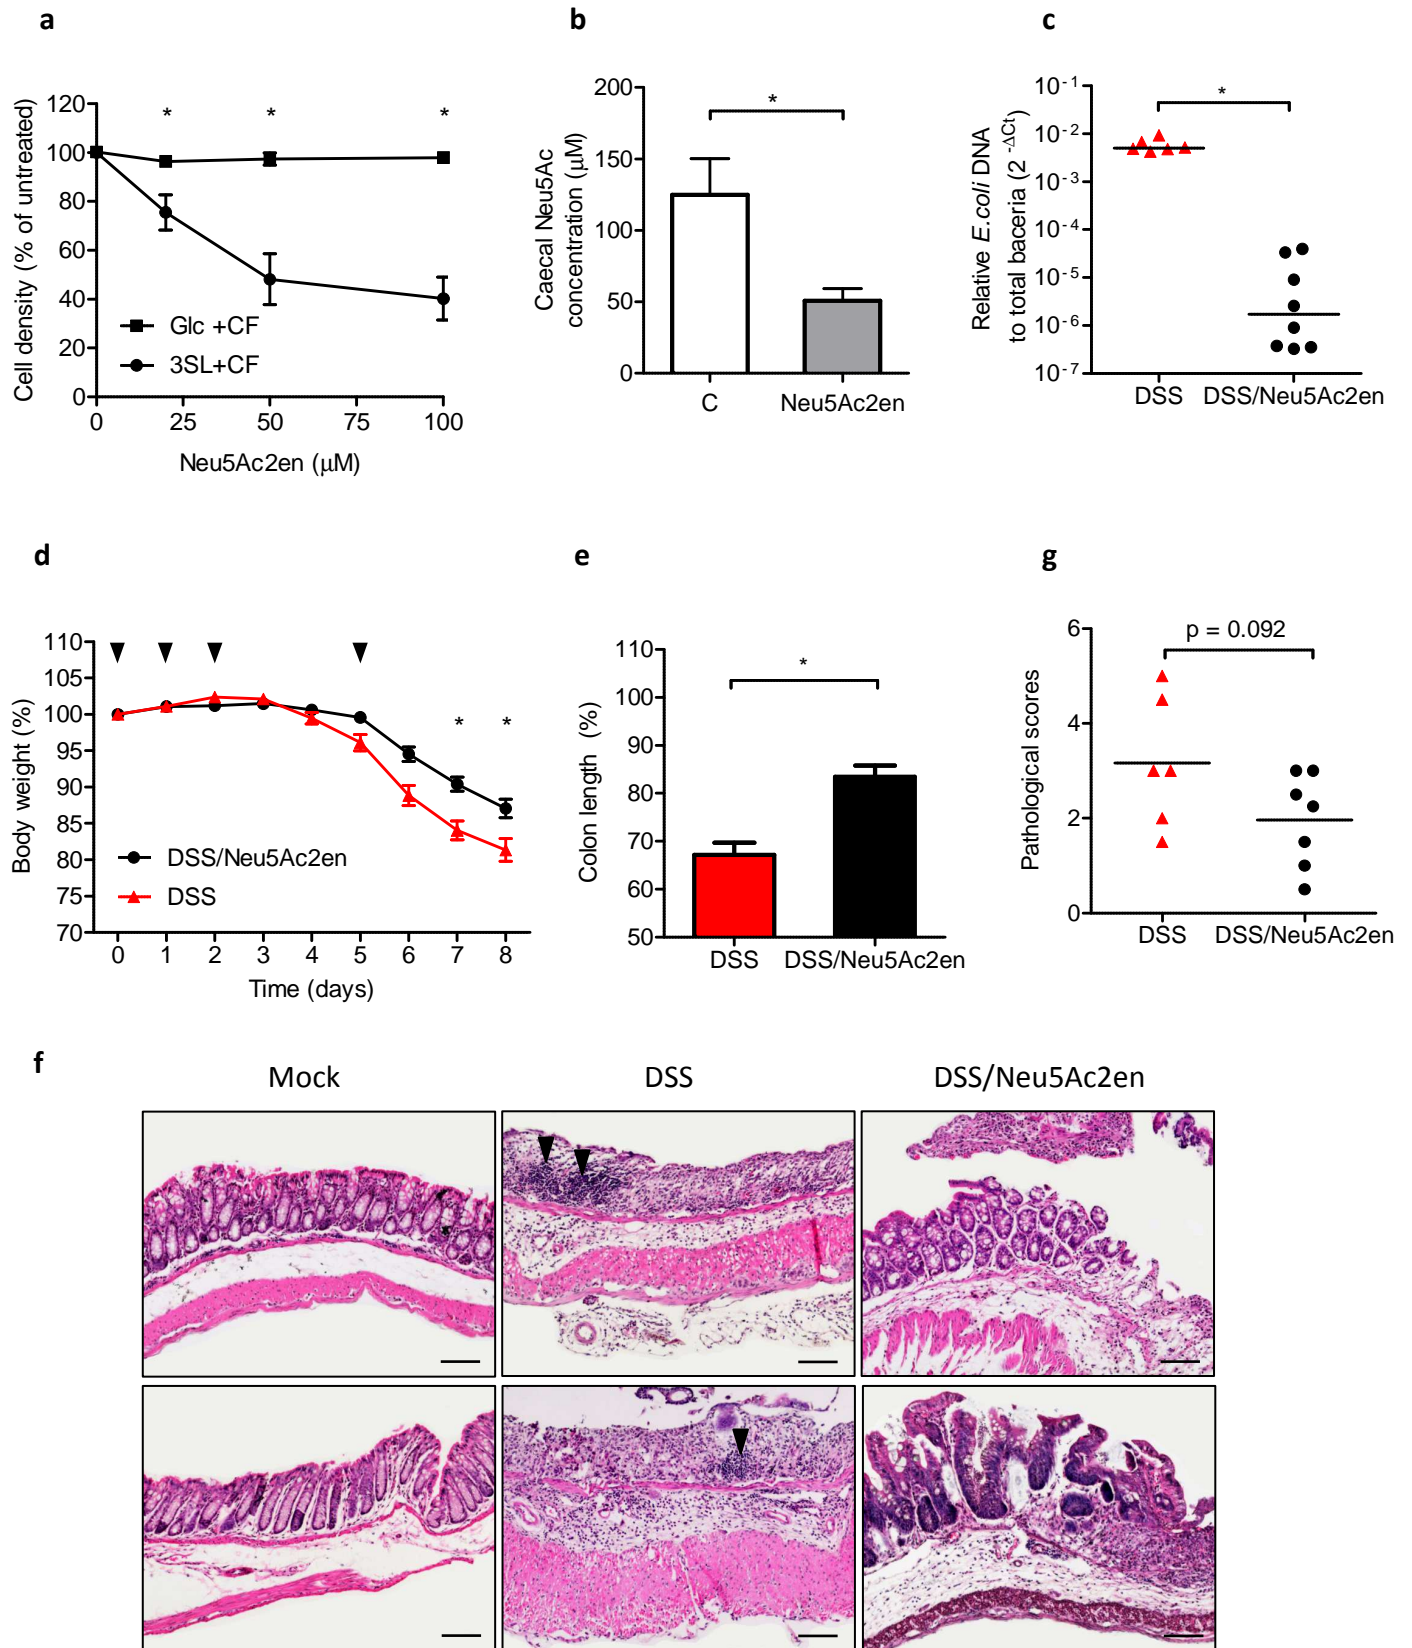 a
120
100
80
60
40
20
0
Cell density (% of untreated)
* * *
Glc +CF
3SL+CF
0 25 50 75 100
Neu5Ac2en (µM)
b
200
150
100
50
0
Caecal Neu5Ac
concentration (µM)
*
C Neu5Ac2en
c
10-1
10-2
10-3
10-4
10-5
10-6
10-7
Relative E.coli DNA
to total baceria (2 -ΔCt)
*
DSS DSS/Neu5Ac2en
d
110
105
100
95
90
85
80
75
70
Body weight (%)
* *
DSS/Neu5Ac2en
DSS
0 1 2 3 4 5 6 7 8
Time (days)
e
110
100
90
80
70
60
50
Colon length (%)
*
DSS DSS/Neu5Ac2en
g
6
4
2
0
Pathological scores
p = 0.092
DSS DSS/Neu5Ac2en
f
Mock DSS DSS/Neu5Ac2en